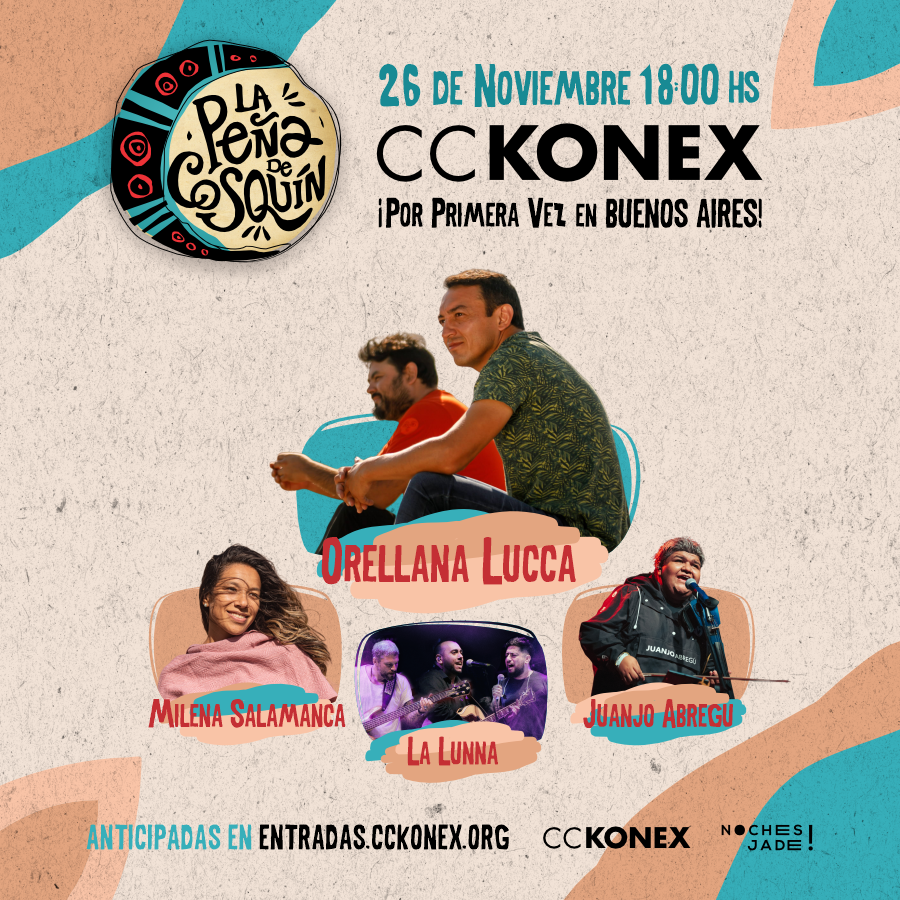 LA
PEÑA
DE
COSQUÍN
26 DE NOVIEMBRE 18:00 HS
CCKONEX
¡POR PRIMERA VEZ EN BUENOS AIRES!
ORELLANA LUCCA
JUANJO ABREGÚ
MILENA SALAMANCA
JUANJO ABREGÚ
LA LUNNA
ANTICIPADAS EN ENTRADAS.CCKONEX.ORG
CCKONEX
NOCHES
JADE!